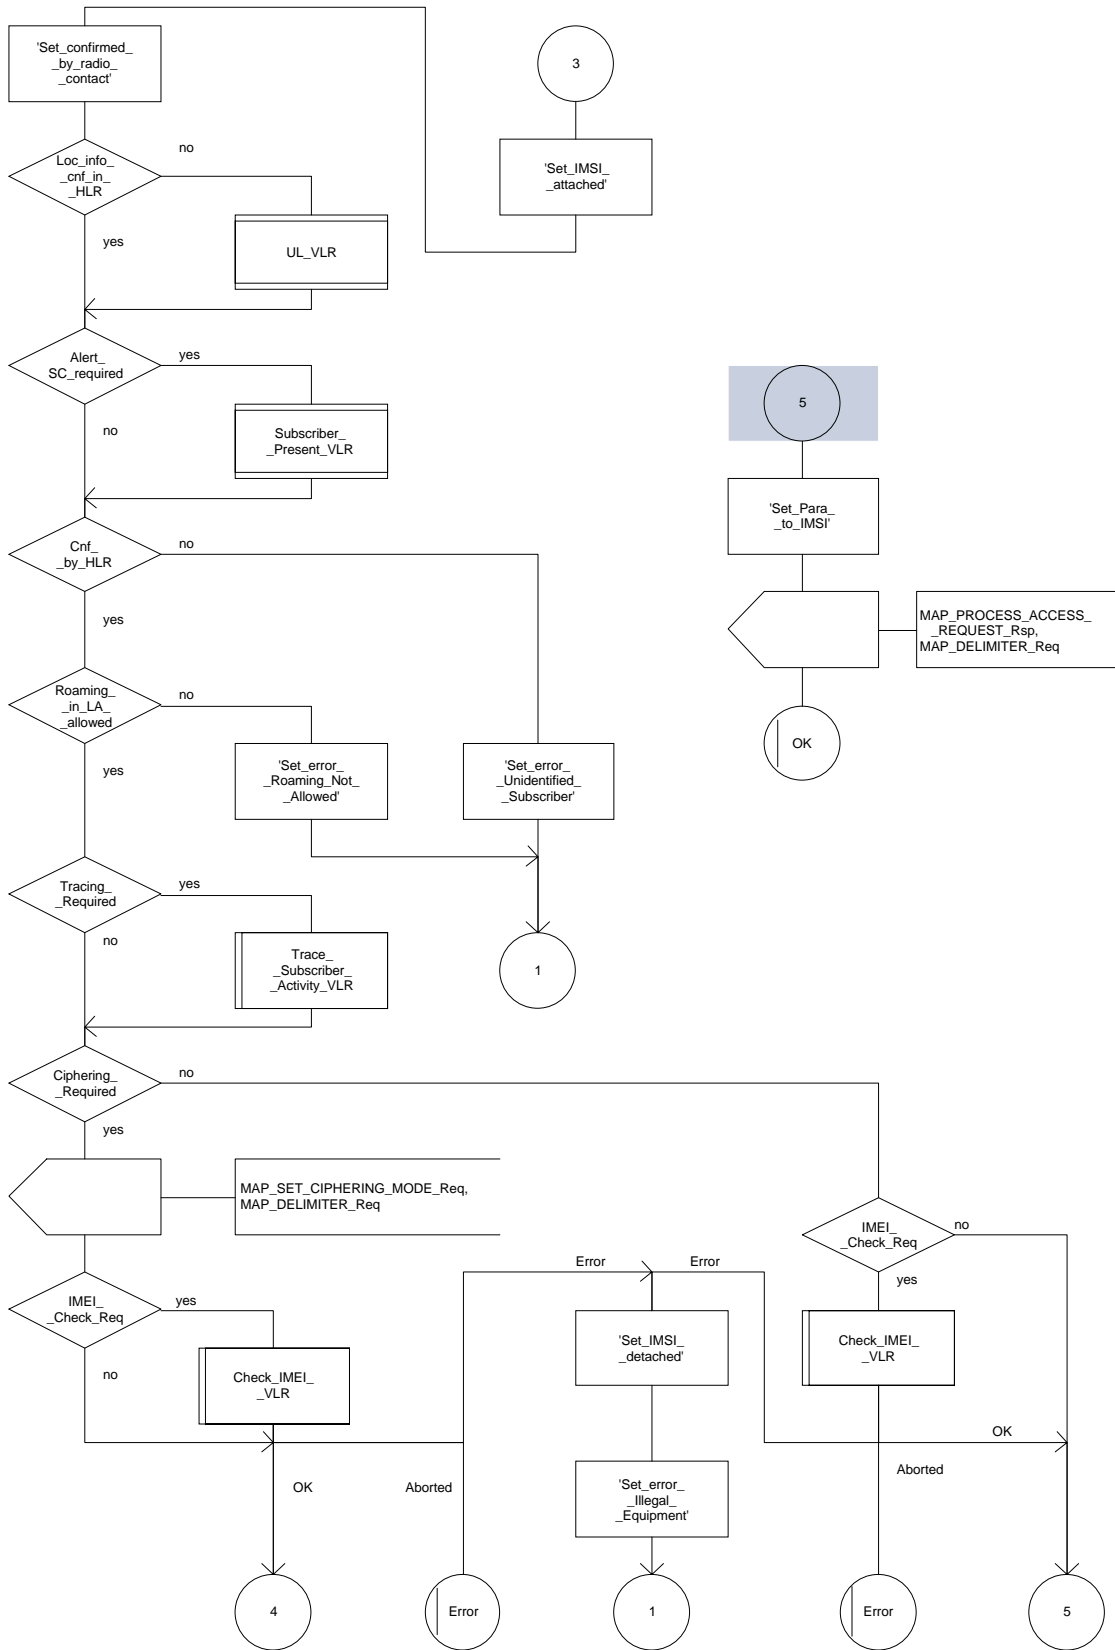 'Set_confirmed_
_by_radio_
_contact'
3
Loc_info_
_cnf_in_
_HLR
no
yes
'Set_IMSI_
_attached'
UL_VLR
Alert_
SC_required
yes
no
Subscriber_
_Present_VLR
5
'Set_Para_
_to_IMSI'
Cnf_
_by_HLR
no
yes
MAP_PROCESS_ACCESS_
_REQUEST_Rsp,
MAP_DELIMITER_Req
OK
Roaming_
_in_LA_
_allowed
no
yes
'Set_error_
_Roaming_Not_
_Allowed'
'Set_error_
_Unidentified_
_Subscriber'
Tracing_
_Required
yes
no
Trace_
_Subscriber_
_Activity_VLR
1
Ciphering_
_Required
no
yes
MAP_SET_CIPHERING_MODE_Req,
MAP_DELIMITER_Req
IMEI_
_Check_Req
no
yes
Error
Error
IMEI_
_Check_Req
yes
no
Check_IMEI_
_VLR
'Set_IMSI_
_detached'
Check_IMEI_
_VLR
OK
OK
Aborted
'Set_error_
_Illegal_
_Equipment'
Aborted
4
Error
1
Error
5